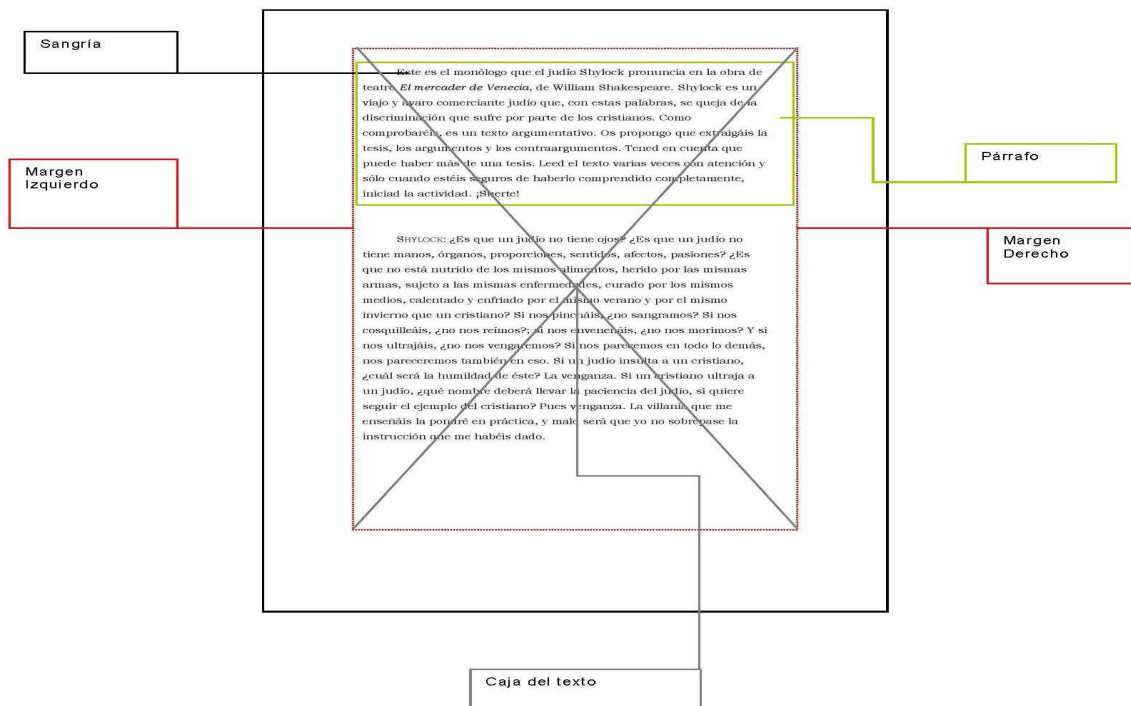 Sangría
Este es el monólogo que el judío Shylock pronuncia en la obra de
teatro El mercader de Venecia, de William Shakespeare. Shylock es un
viajo y avaro comerciante judío que, con estas palabras, se queja de la
discriminación que sufre por parte de los cristianos. Como
comprobaréis, es un texto argumentativo. Os propongo que extraigáis la
tesis, los argumentos y los contraargumentos. Tened en cuenta que
puede haber más de una tesis. Leed el texto varias veces con atención y
sólo cuando estéis seguros de haberlo comprendido completamente,
iniciad la actividad. ¡Suerte!
Párrafo
Margen
Izquierdo
Margen
Derecho
SHYLOCK: ¿Es que un judío no tiene ojos? ¿Es que un judío no
tiene manos, órganos, proporciones, sentidos, afectos, pasiones? ¿Es
que no está nutrido de los mismos alimentos, herido por las mismas
armas, sujeto a las mismas enfermedades, curado por los mismos
medios, calentado y enfriado por el mismo verano y por el mismo
invierno que un cristiano? Si nos pincháis, ¿no sangramos? Si nos
cosquilleáis, ¿no nos reímos?; si nos envenenáis, ¿no nos morimos? Y si
nos ultrajáis, ¿no nos vengaremos? Si nos parecemos en todo lo demás,
nos pareceremos también en eso. Si un judío insulta a un cristiano,
¿cuál será la humildad de éste? La venganza. Si un cristiano ultraja a
un judío, ¿qué nombre deberá llevar la paciencia del judío, si quiere
seguir el ejemplo del cristiano? Pues venganza. La villanía que me
enseñáis la pondré en práctica, y malo será que yo no sobrepase la
instrucción que me habéis dado.
Caja del texto